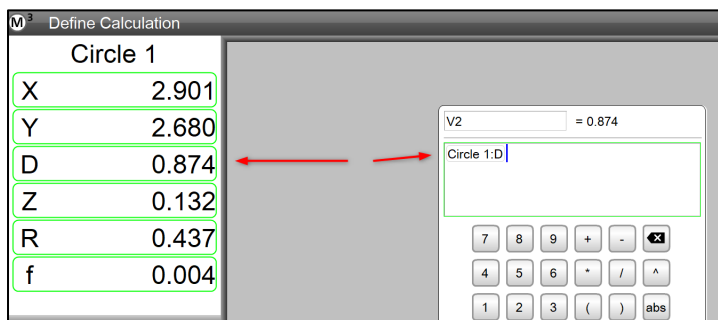 M3 Define Calculation
Circle 1
X 2.901
Y 2.680
D 0.874
Z 0.132
R 0.437
f 0.004
V2 = 0.874
Circle 1:D
7 8 9 + -
4 5 6 * / ^
1 2 3 ( ) abs